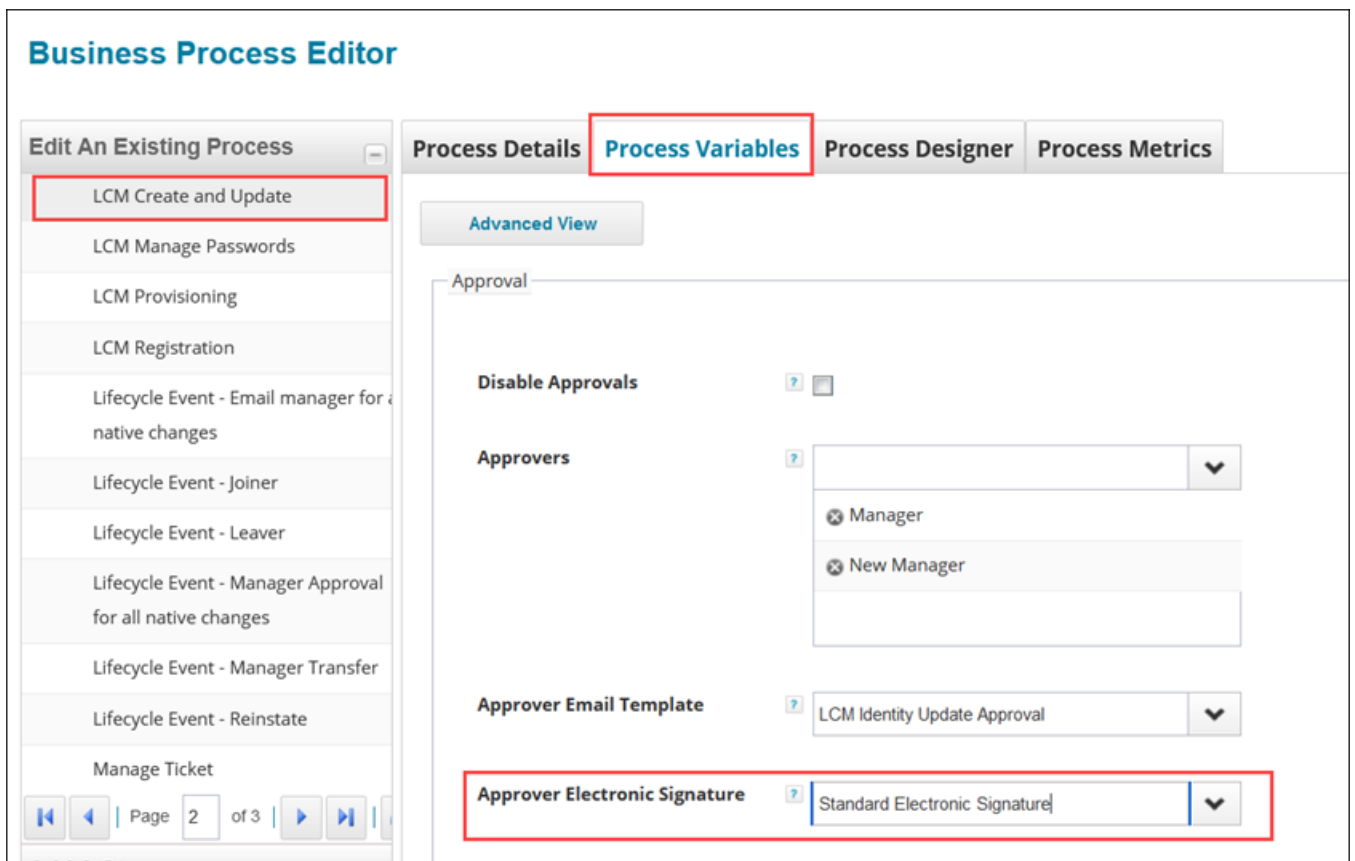 Business Process Editor
Edit An Existing Process
LCM Create and Update
LCM Manage Passwords
LCM Provisioning
LCM Registration
Lifecycle Event - Email manager for
native changes
Lifecycle Event - Joiner
Lifecycle Event - Leaver
Lifecycle Event - Manager Approval
for all native changes
Lifecycle Event - Manager Transfer
Lifecycle Event - Reinstate
Manage Ticket
Page 2 of 3
Process Details Process Variables Process Designer Process Metrics
Advanced View
Approval
Disable Approvals ?
Approvers ?
Manager
New Manager
Approver Email Template ? LCM Identity Update Approval
Approver Electronic Signature ? Standard Electronic Signature